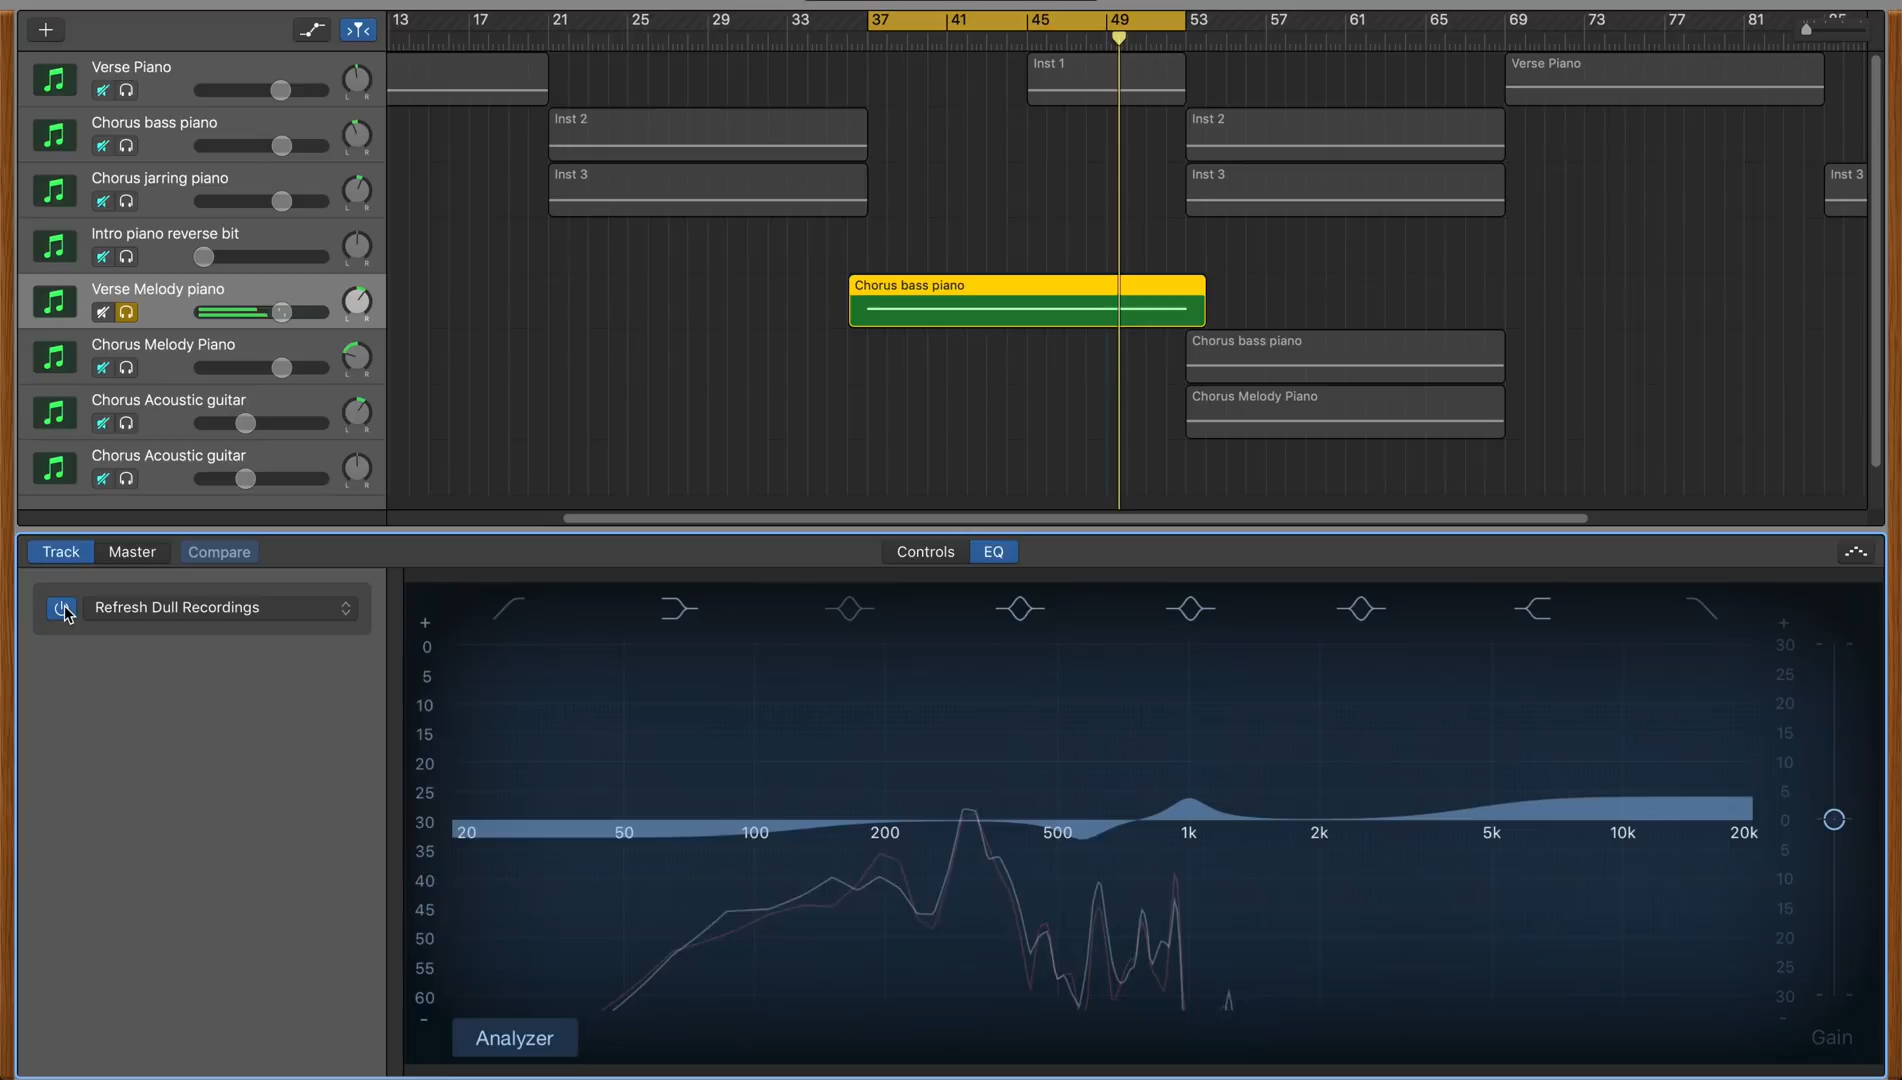 13 17 21 25 29 33 37 41 45 49 53 57 61 65 69 73 77 81
Verse Piano
L R
Inst 1
Verse Piano
Chorus bass piano
L R
Inst 2
Inst 2
Chorus jarring piano
L R
Inst 3
Inst 3
Inst 3
Intro piano reverse bit
L R
Verse Melody piano
L R
Chorus bass piano
Chorus Melody Piano
L R
Chorus bass piano
Chorus Acoustic guitar
L R
Chorus Melody Piano
Chorus Acoustic guitar
L R
Track Master Compare Controls EQ
Refresh Dull Recordings
+ +
0 30
5 25
10 20
15 15
20 10
25 5
30 0
20 50 100 200 500 1k 2k 5k 10k 20k
35 5
40 10
45 15
50 20
55 25
60 30
- -
Analyzer Gain